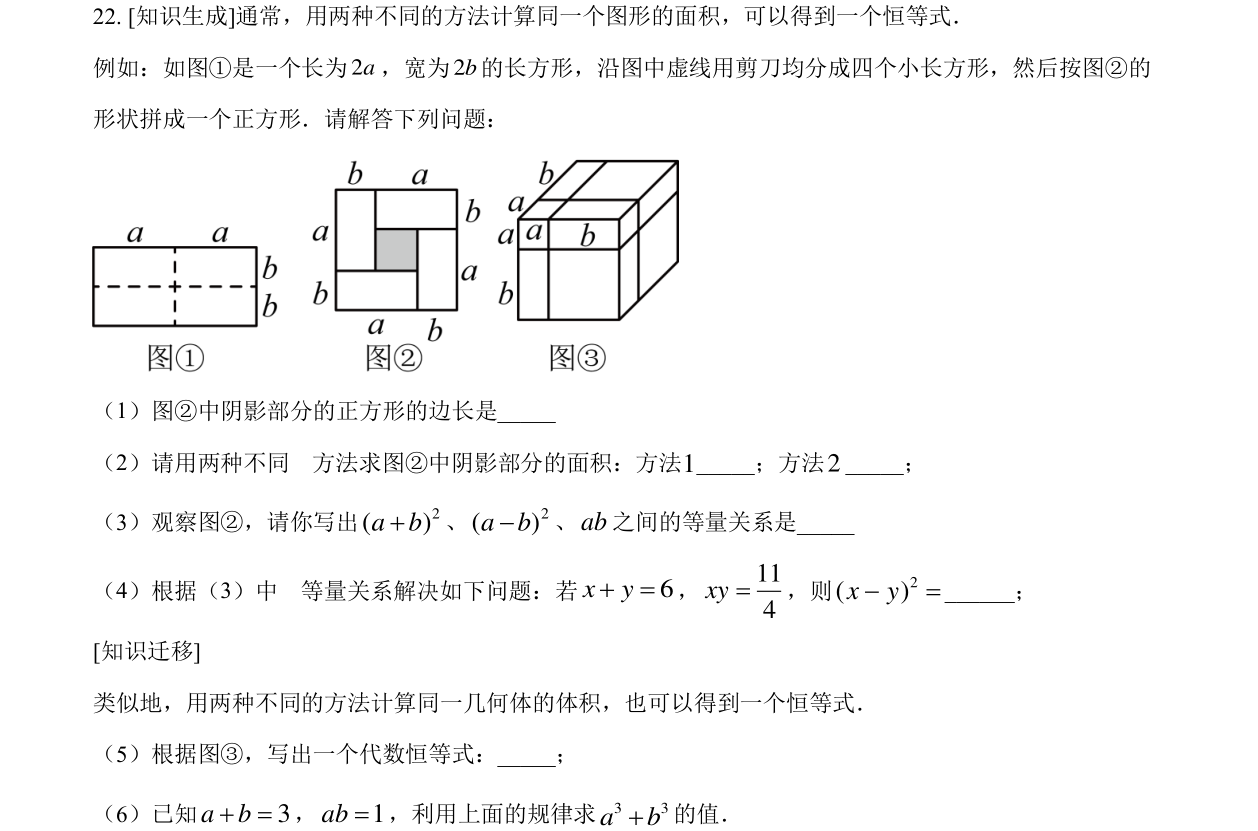 22. [知识生成]通常，用两种不同的方法计算同一个图形的面积，可以得到一个恒等式．
例如：如图①是一个长为2a，宽为2b的长方形，沿图中虚线用剪刀均分成四个小长方形，然后按图②的
形状拼成一个正方形．请解答下列问题：
a a b b
图①
b a b a a b a b
图②
b a a a b b
图③
（1）图②中阴影部分的正方形的边长是_____
（2）请用两种不同 方法求图②中阴影部分的面积：方法1_____；方法2_____；
（3）观察图②，请你写出(a+b)²、(a−b)²、ab之间的等量关系是_____
（4）根据（3）中 等量关系解决如下问题：若x+y=6，xy=11/4，则(x−y)²=______；
[知识迁移]
类似地，用两种不同的方法计算同一几何体的体积，也可以得到一个恒等式．
（5）根据图③，写出一个代数恒等式：_____；
（6）已知a+b=3，ab=1，利用上面的规律求a³+b³的值．